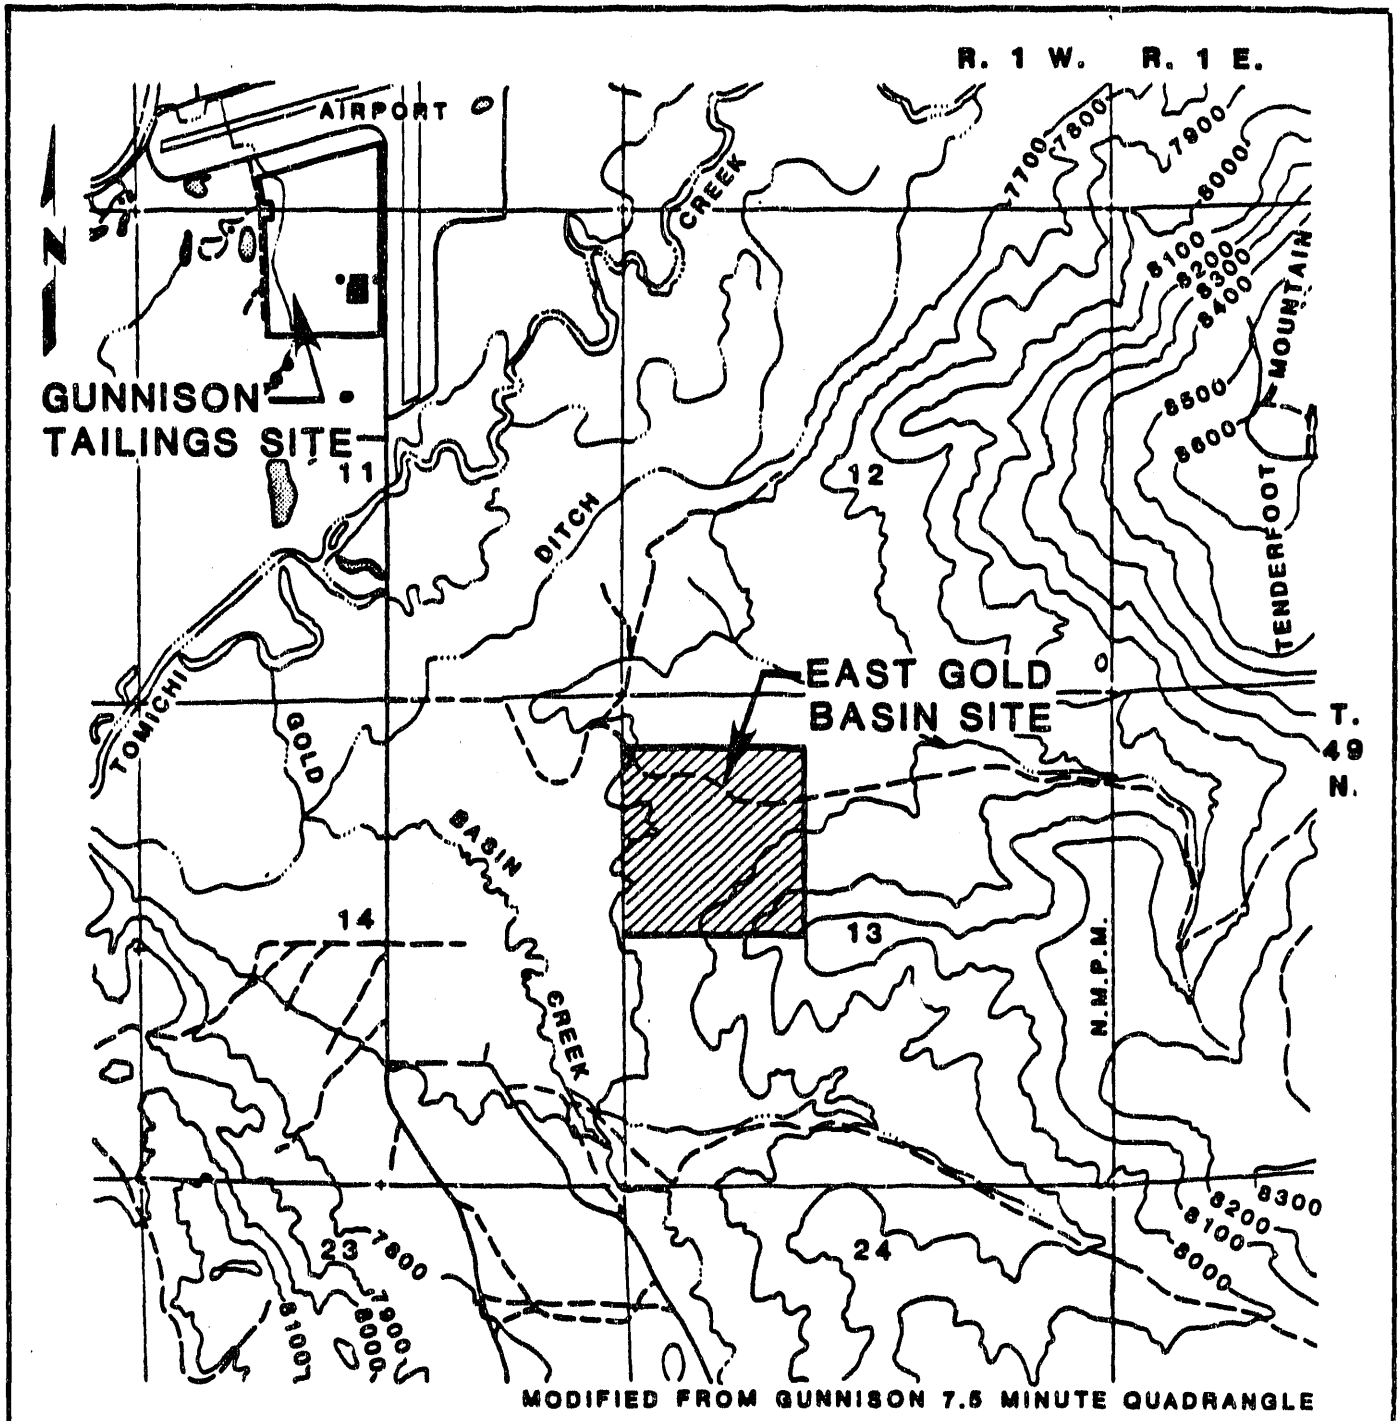 R. 1 W. R. 1 E.
AIRPORT
N
CREEK
7700
7800
7900
8000
8100
8200
8300
8400
MOUNTAIN
GUNNISON
TAILINGS SITE
11
12
8500
8600
DITCH
TENDERFOOT
EAST GOLD
BASIN SITE
TOMICHI
GOLD
T.
49
N.
BASIN
14
13
N.M.P.M.
CREEK
23
7800
7900
8000
8100
24
8300
8200
8100
8000
MODIFIED FROM GUNNISON 7.5 MINUTE QUADRANGLE